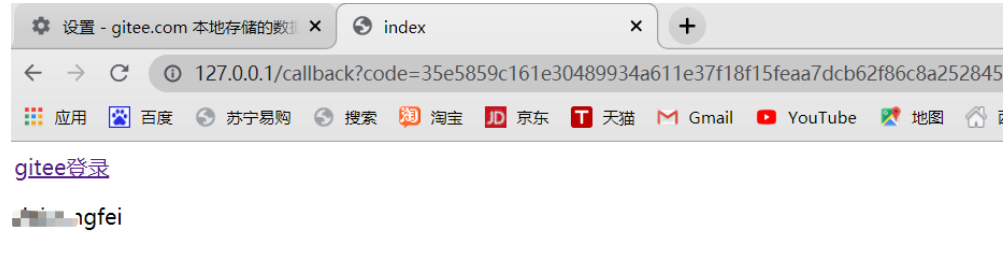 设置 - gitee.com 本地存储的数据
index
127.0.0.1/callback?code=35e5859c161e30489934a611e37f18f15feaa7dcb62f86c8a252845
应用 百度 苏宁易购 搜索 淘 淘宝 JD 京东 T 天猫 Gmail YouTube 地图
gitee登录
ngfei